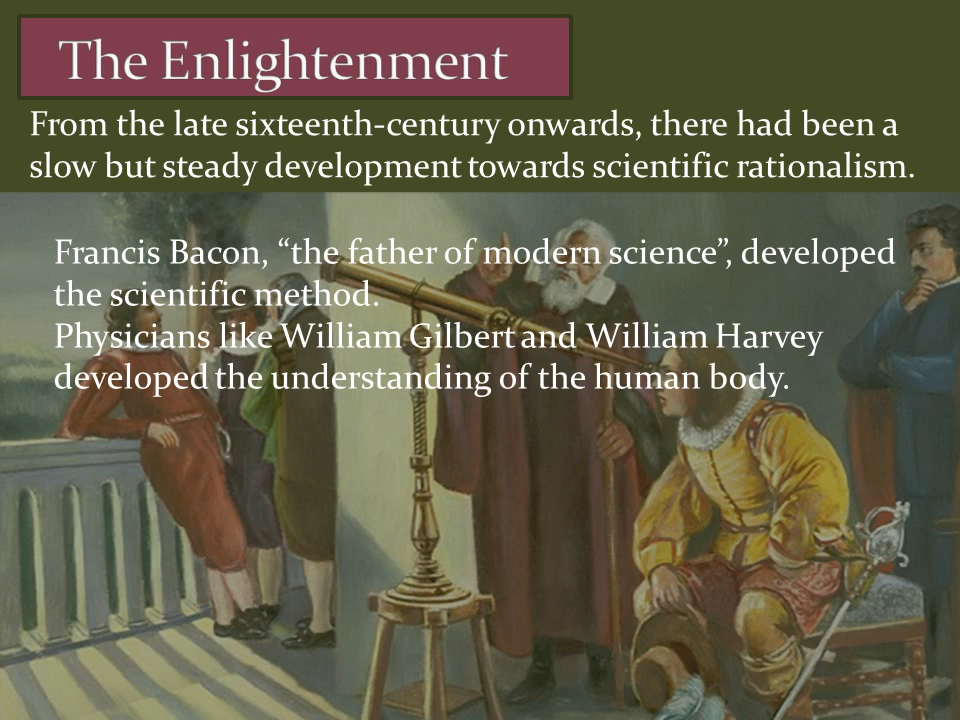 The Enlightenment
From the late sixteenth-century onwards, there had been a
slow but steady development towards scientific rationalism.
Francis Bacon, “the father of modern science”, developed
the scientific method.
Physicians like William Gilbert and William Harvey
developed the understanding of the human body.